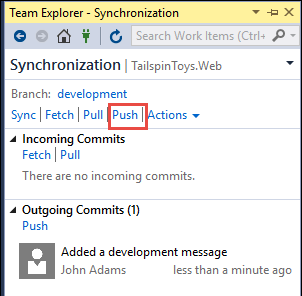 Team Explorer - Synchronization
Search Work Items (Ctrl+
Synchronization | TailspinToys.Web
Branch: development
Sync | Fetch | Pull | Push | Actions
Incoming Commits
Fetch | Pull
There are no incoming commits.
Outgoing Commits (1)
Push
Added a development message
John Adams less than a minute ago